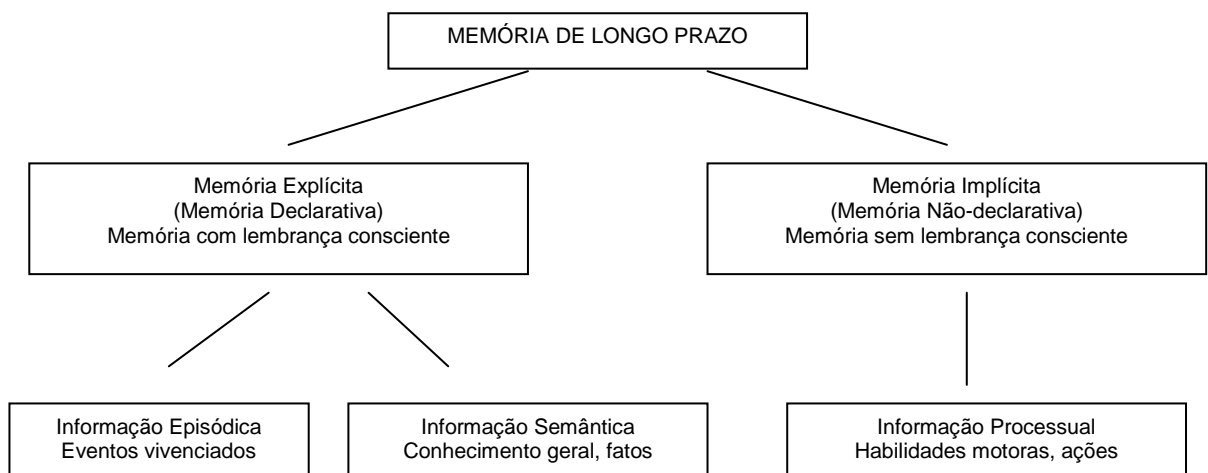 MEMÓRIA DE LONGO PRAZO
Memória Explícita
(Memória Declarativa)
Memória com lembrança consciente
Memória Implícita
(Memória Não-declarativa)
Memória sem lembrança consciente
Informação Episódica
Eventos vivenciados
Informação Semântica
Conhecimento geral, fatos
Informação Processual
Habilidades motoras, ações